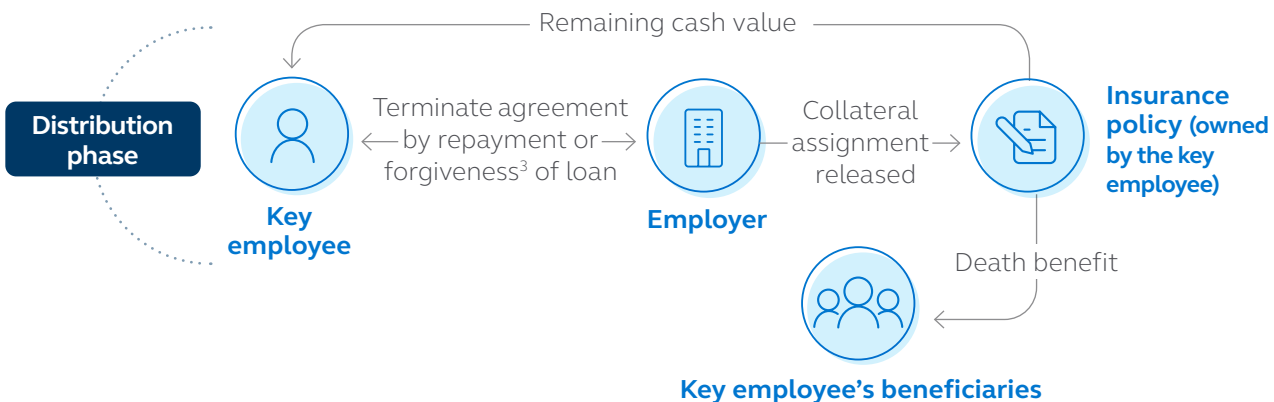 Remaining cash value
Distribution
phase
Terminate agreement
by repayment or
forgiveness³ of loan
Collateral
assignment
released
Insurance
policy (owned
by the key
employee)
Key
employee
Employer
Death benefit
Key employee’s beneficiaries